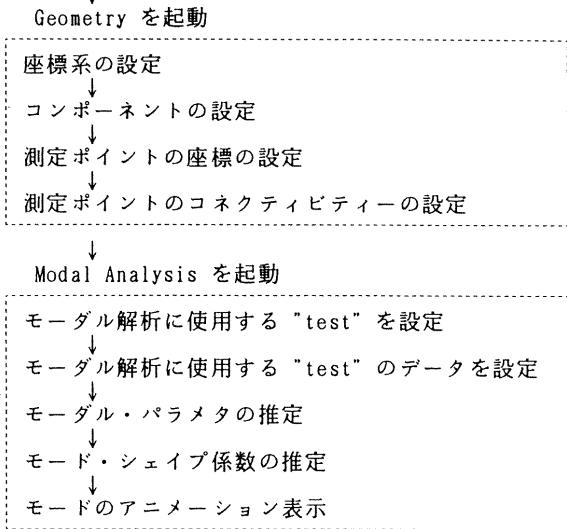 Geometry を起動
座標系の設定
↓
コンポーネントの設定
↓
測定ポイントの座標の設定
↓
測定ポイントのコネクティビティーの設定
↓
Modal Analysis を起動
モーダル解析に使用する "test" を設定
↓
モーダル解析に使用する "test" のデータを設定
↓
モーダル・パラメタの推定
↓
モード・シェイプ係数の推定
↓
モードのアニメーション表示